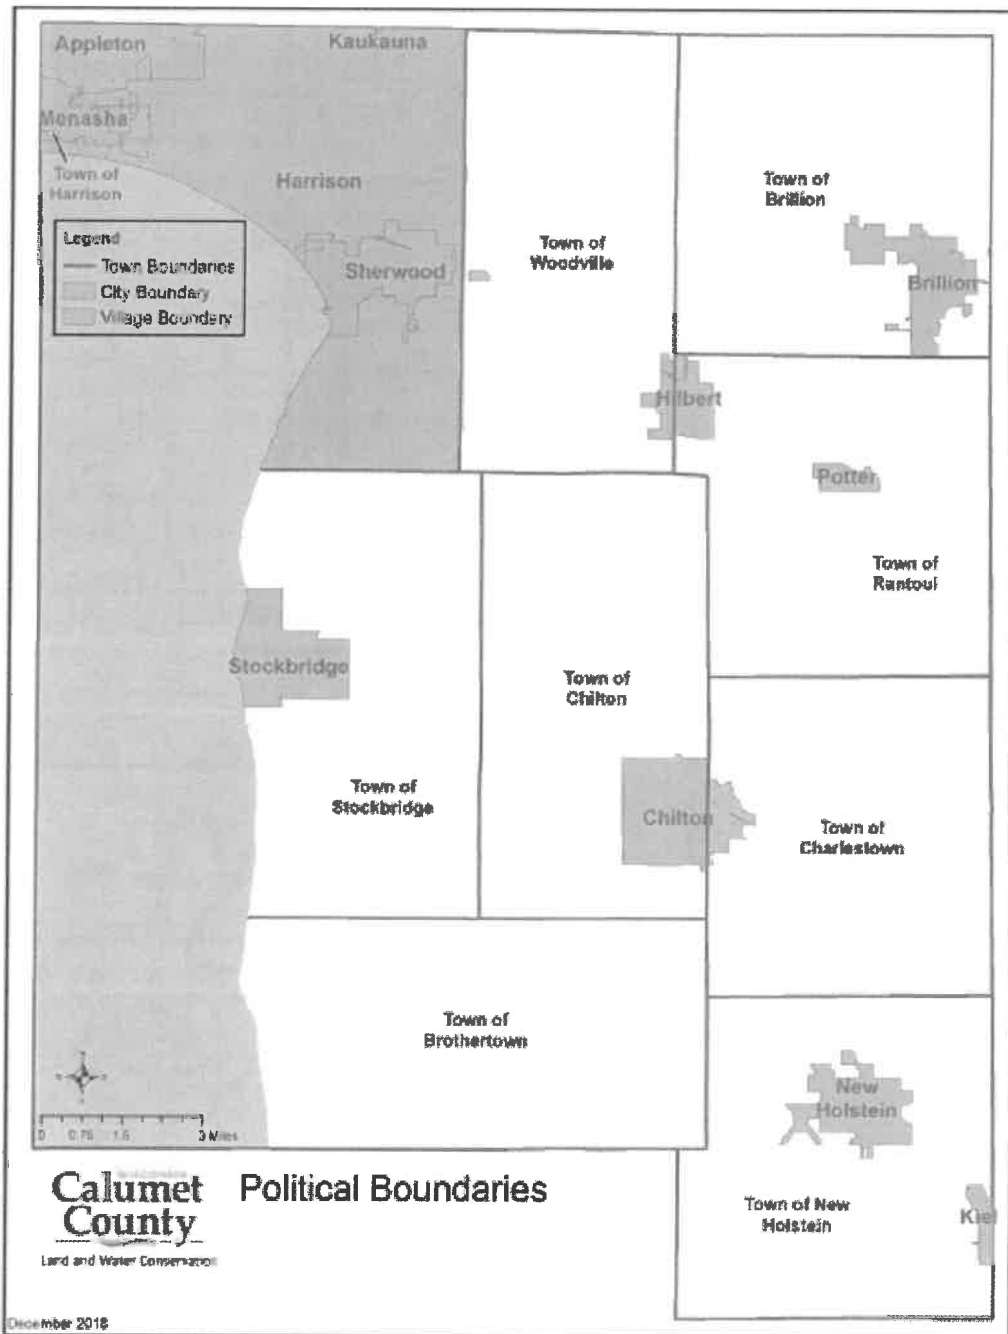 Appleton
Kaukauna
Menasha
Town of
Harrison
Harrison
Town of
Brillion
Legend
Town Boundaries
City Boundary
Village Boundary
Sherwood
Town of
Woodville
Brillion
Hilbert
Potter
Town of
Rantoul
Stockbridge
Town of
Chilton
Town of
Stockbridge
Chilton
Town of
Charlestown
Town of
Brothertown
New
Holstein
0 0.75 1.5 3 Miles
Calumet
County
Land and Water Conservation
Political Boundaries
Town of New
Holstein
Kiel
December 2018